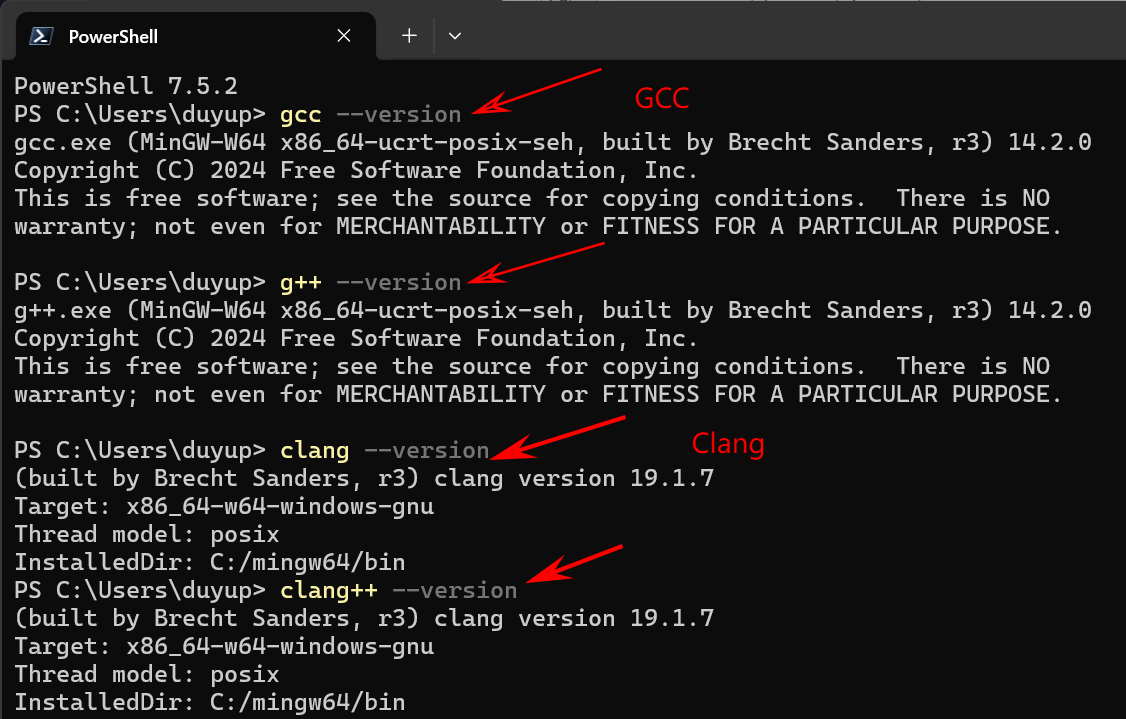 PowerShell
PowerShell 7.5.2
PS C:\Users\duyup> gcc --version
GCC
gcc.exe (MinGW-W64 x86_64-ucrt-posix-seh, built by Brecht Sanders, r3) 14.2.0
Copyright (C) 2024 Free Software Foundation, Inc.
This is free software; see the source for copying conditions.  There is NO
warranty; not even for MERCHANTABILITY or FITNESS FOR A PARTICULAR PURPOSE.
PS C:\Users\duyup> g++ --version
g++.exe (MinGW-W64 x86_64-ucrt-posix-seh, built by Brecht Sanders, r3) 14.2.0
Copyright (C) 2024 Free Software Foundation, Inc.
This is free software; see the source for copying conditions.  There is NO
warranty; not even for MERCHANTABILITY or FITNESS FOR A PARTICULAR PURPOSE.
PS C:\Users\duyup> clang --version
Clang
(built by Brecht Sanders, r3) clang version 19.1.7
Target: x86_64-w64-windows-gnu
Thread model: posix
InstalledDir: C:/mingw64/bin
PS C:\Users\duyup> clang++ --version
(built by Brecht Sanders, r3) clang version 19.1.7
Target: x86_64-w64-windows-gnu
Thread model: posix
InstalledDir: C:/mingw64/bin